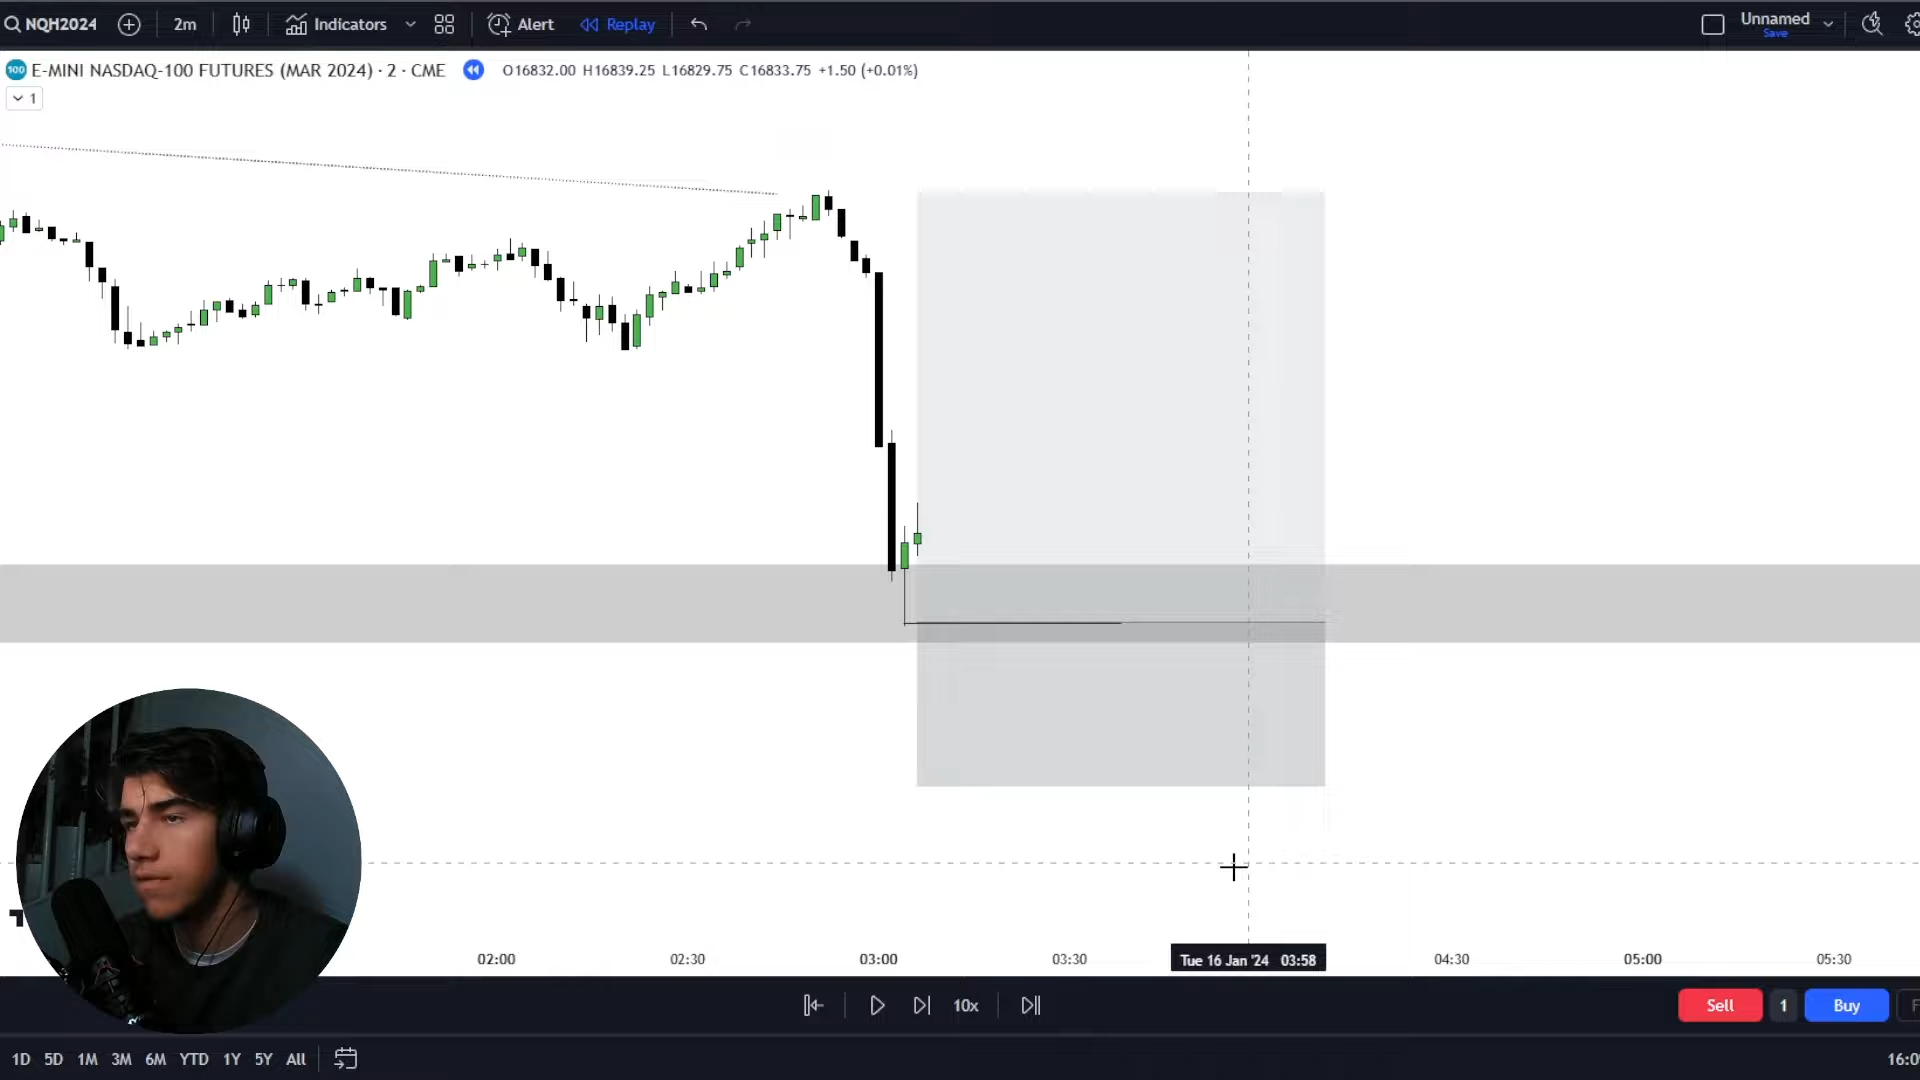 NQH2024 2m Indicators Alert Replay Unnamed
Save
100 E-MINI NASDAQ-100 FUTURES (MAR 2024) · 2 · CME O16832.00 H16839.25 L16829.75 C16833.75 +1.50 (+0.01%)
1
02:00 02:30 03:00 03:30 Tue 16 Jan '24 03:58 04:30 05:00 05:30
10x Sell 1 Buy
1D 5D 1M 3M 6M YTD 1Y 5Y All